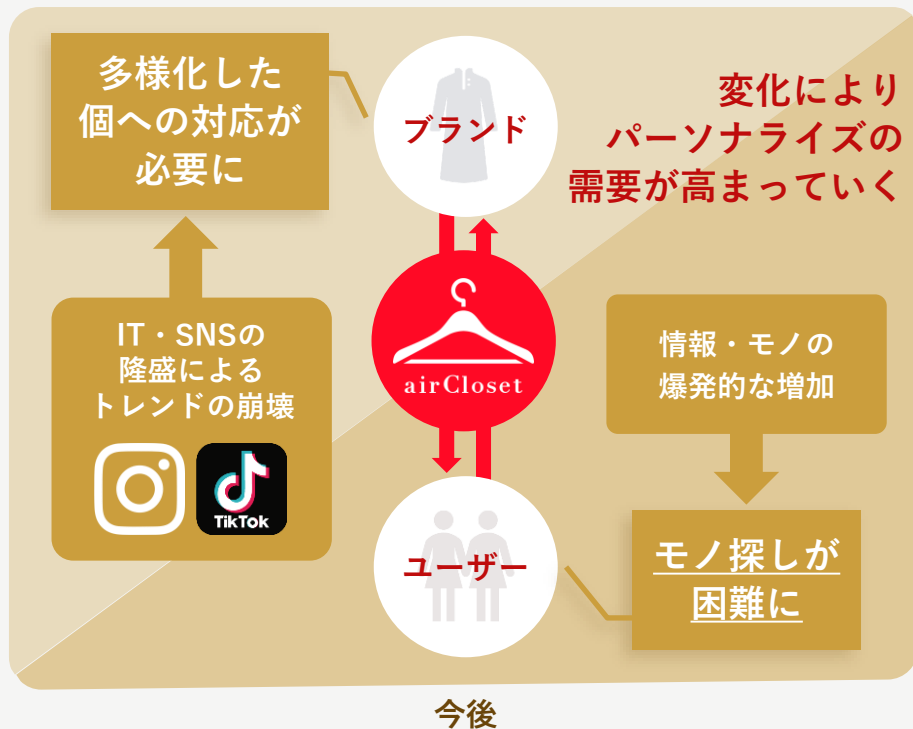 多様化した
個への対応が
必要に
ブランド
変化により
パーソナライズの
需要が高まっていく
IT・SNSの
隆盛による
トレンドの崩壊
TikTok
airCloset
情報・モノの
爆発的な増加
ユーザー
モノ探しが
困難に
今後